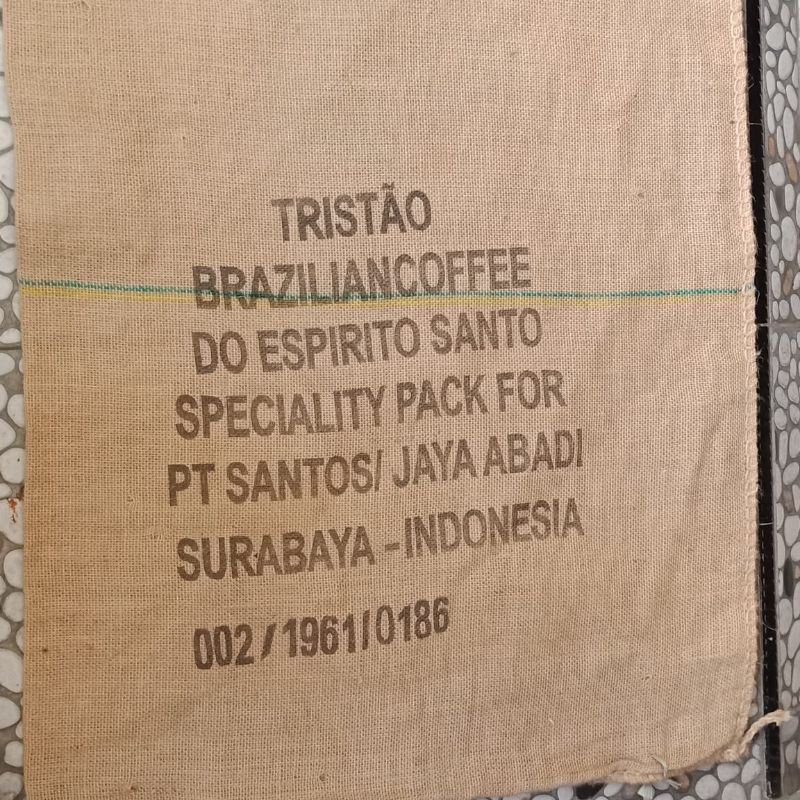 TRISTÃO
BRAZILIANCOFFEE
DO ESPIRITO SANTO
SPECIALITY PACK FOR
PT SANTOS/ JAYA ABADI
SURABAYA - INDONESIA
002/1961/0186